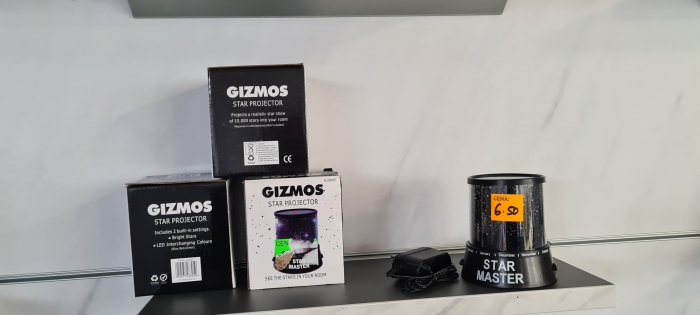 GIZMOS
STAR PROJECTOR
Projects a realistic star show
of 10,000 stars into your room
CE
GIZMOS
STAR PROJECTOR
Includes 2 built-in settings
• Bright Stars
• LED Interchanging Colours
GIZMOS
STAR PROJECTOR
CEN
STAR
MASTER
SEE THE STARS IN YOUR ROOM
CENA:
6.50
STAR
MASTER